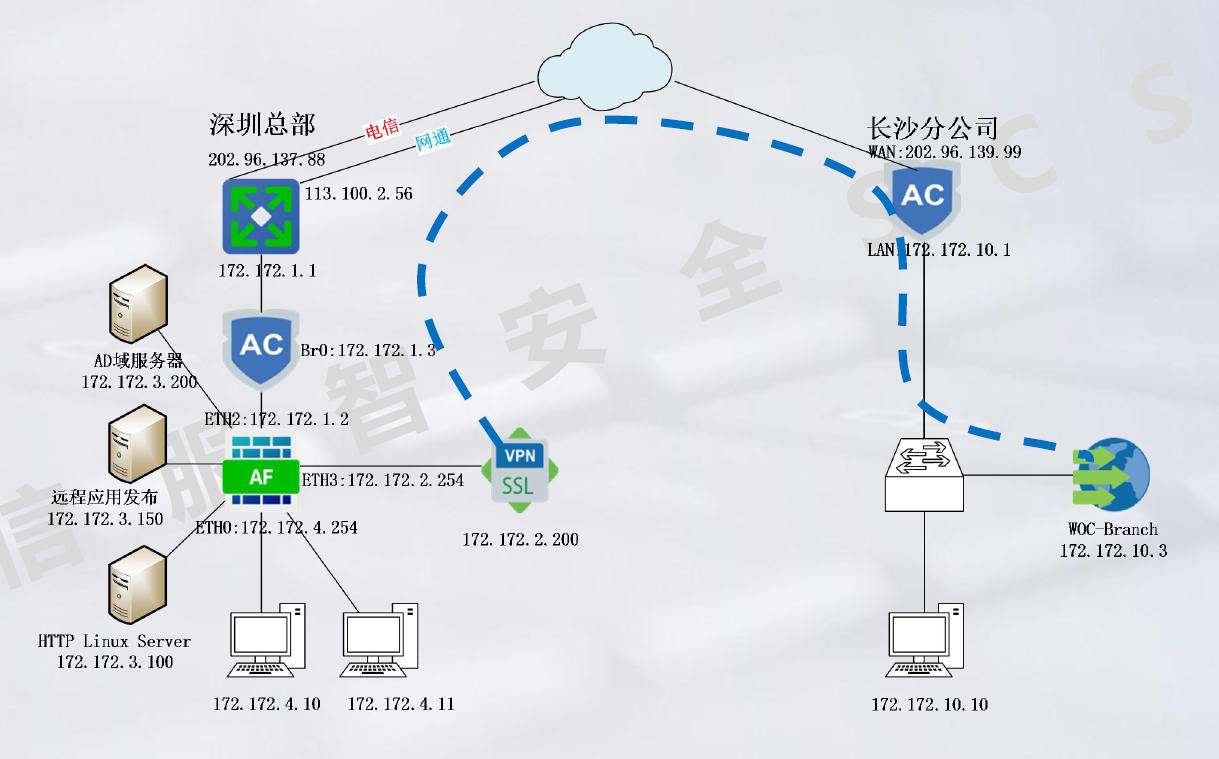 电信
网通
深圳总部
202.96.137.88
113.100.2.56
172.172.1.1
长沙分公司
WAN:202.96.139.99
AC
LAN:172.172.10.1
AC
Br0:172.172.1.3
AD域服务器
172.172.3.200
ETH2:172.172.1.2
AF
ETH3:172.172.2.254
VPN
SSL
172.172.2.200
远程应用发布
172.172.3.150
ETH0:172.172.4.254
WOC-Branch
172.172.10.3
HTTP Linux Server
172.172.3.100
172.172.4.10
172.172.4.11
172.172.10.10
信服智安全 SCS